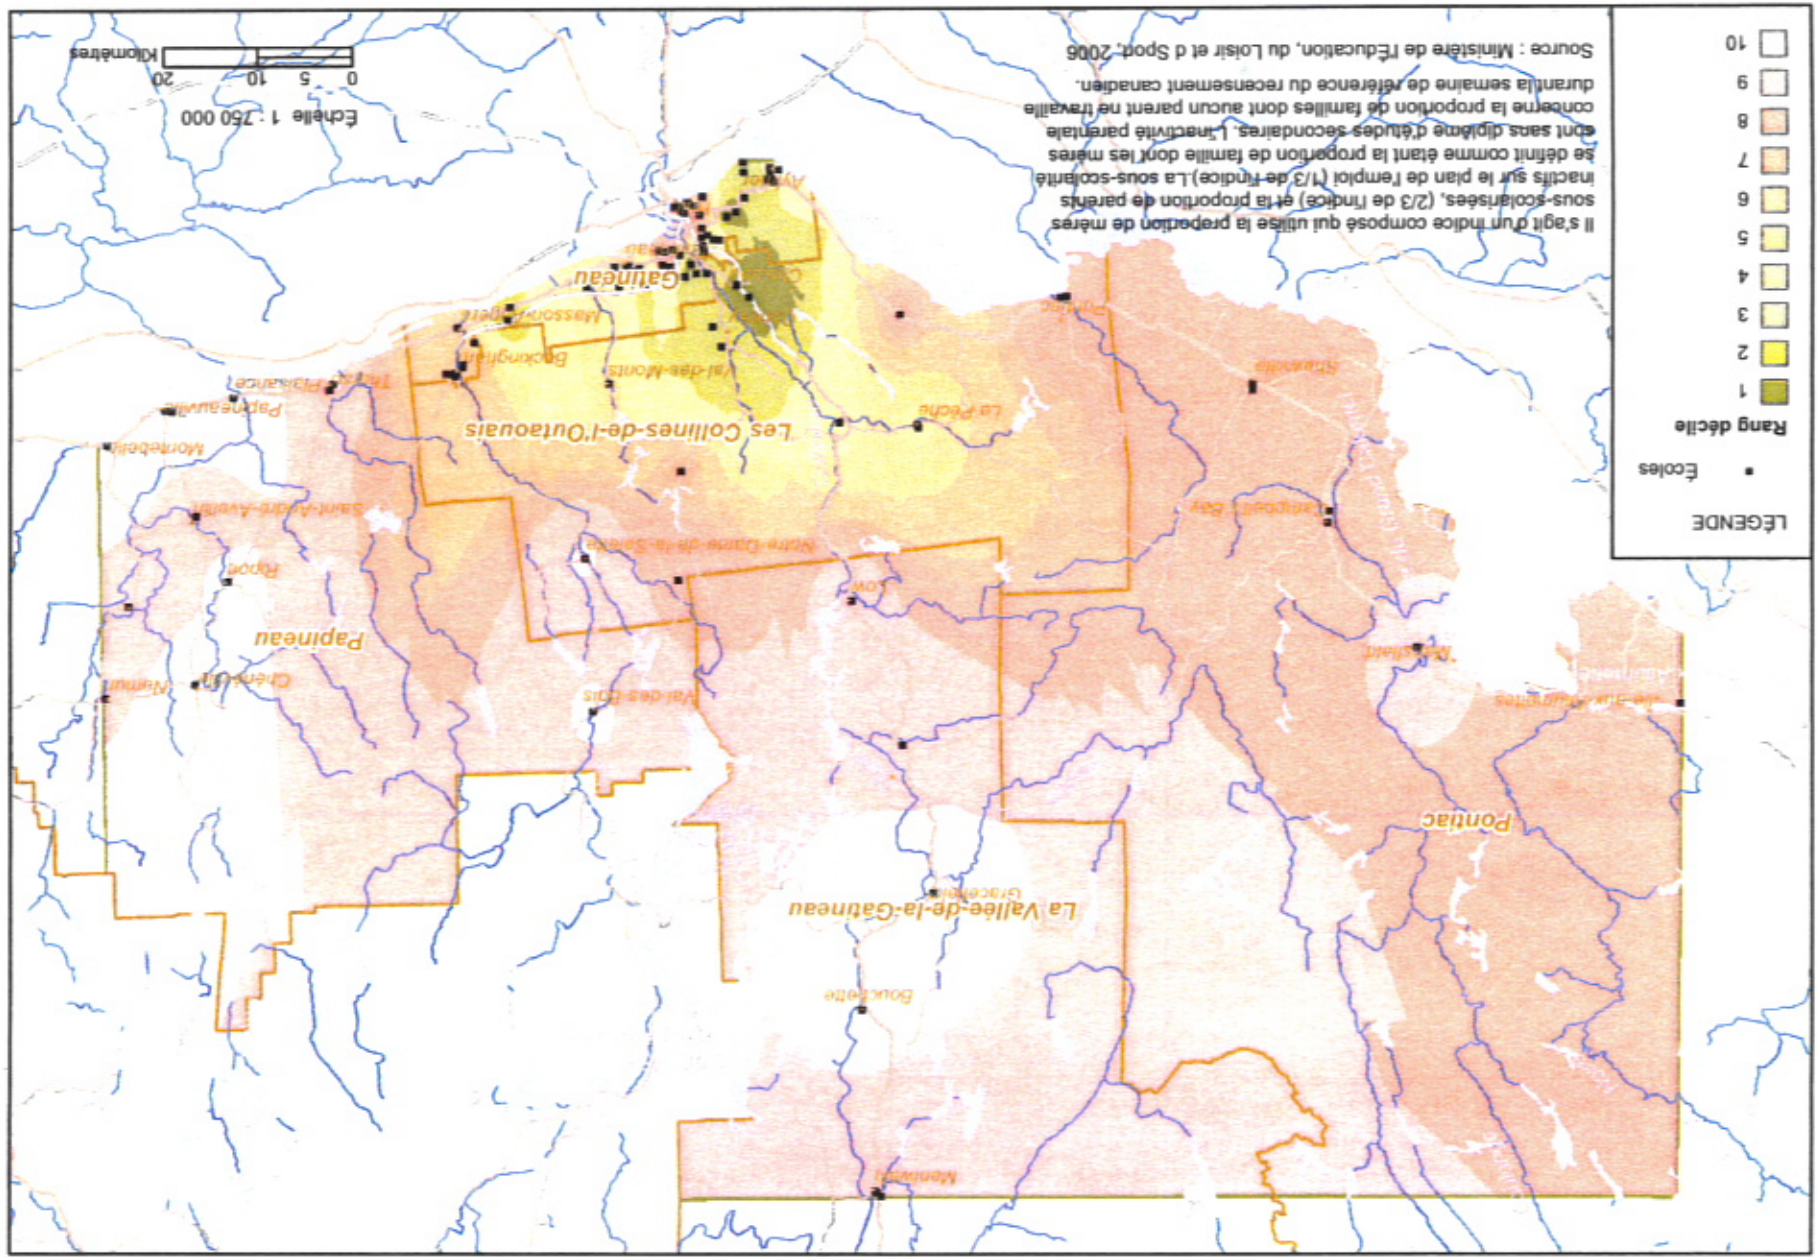 Maniwaki
Bouchette
Gracefield
La Vallée-de-la-Gatineau
Pontiac
Val-des-Bois
Namur
Chénéville
Mansfield
Papineau
Low
Ripon
Notre-Dame-de-la-Salette
Campbell's Bay
Saint-André-Avellin
Montebello
Les Collines-de-l'Outaouais
La Pêche
Papineauville
Plaisance
Shawville
Val-des-Monts
Buckingham
Masson-Angers
Pontiac
Gatineau
Aylmer
LÉGENDE
Écoles
Rang décile
1
2
3
4
5
6
7
8
9
10
Il s'agit d'un indice composé qui utilise la proportion de mères
sous-scolarisées, (2/3 de l'indice) et la proportion de parents
inactifs sur le plan de l'emploi (1/3 de l'indice) La sous-scolarité
se définit comme étant la proportion de famille dont les mères
sont sans diplôme d'études secondaires. L'inactivité parentale
concerne la proportion de familles dont aucun parent ne travaille
durant la semaine de référence du recensement canadien.
Source : Ministère de l'Éducation, du Loisir et d Sport, 2006
Échelle 1 : 750 000
0 5 10 20
Kilomètres